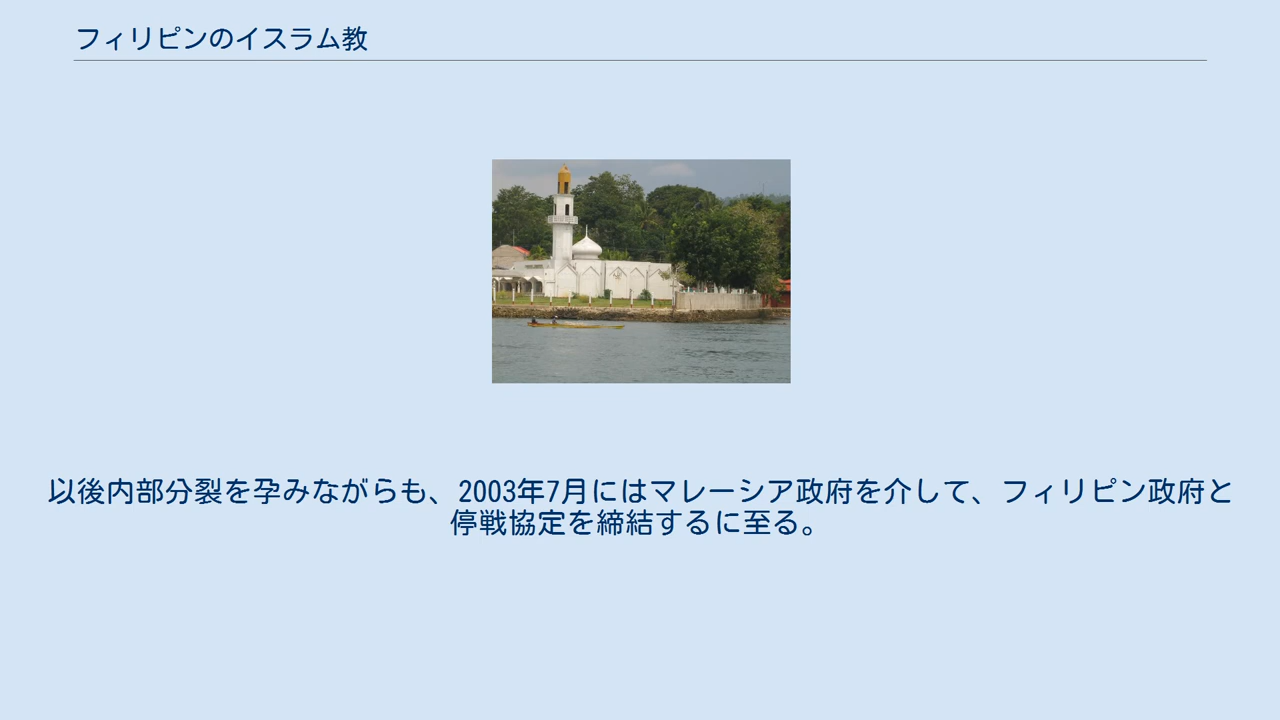 フィリピンのイスラム教
以後内部分裂を孕みながらも、2003年7月にはマレーシア政府を介して、フィリピン政府と
停戦協定を締結するに至る。